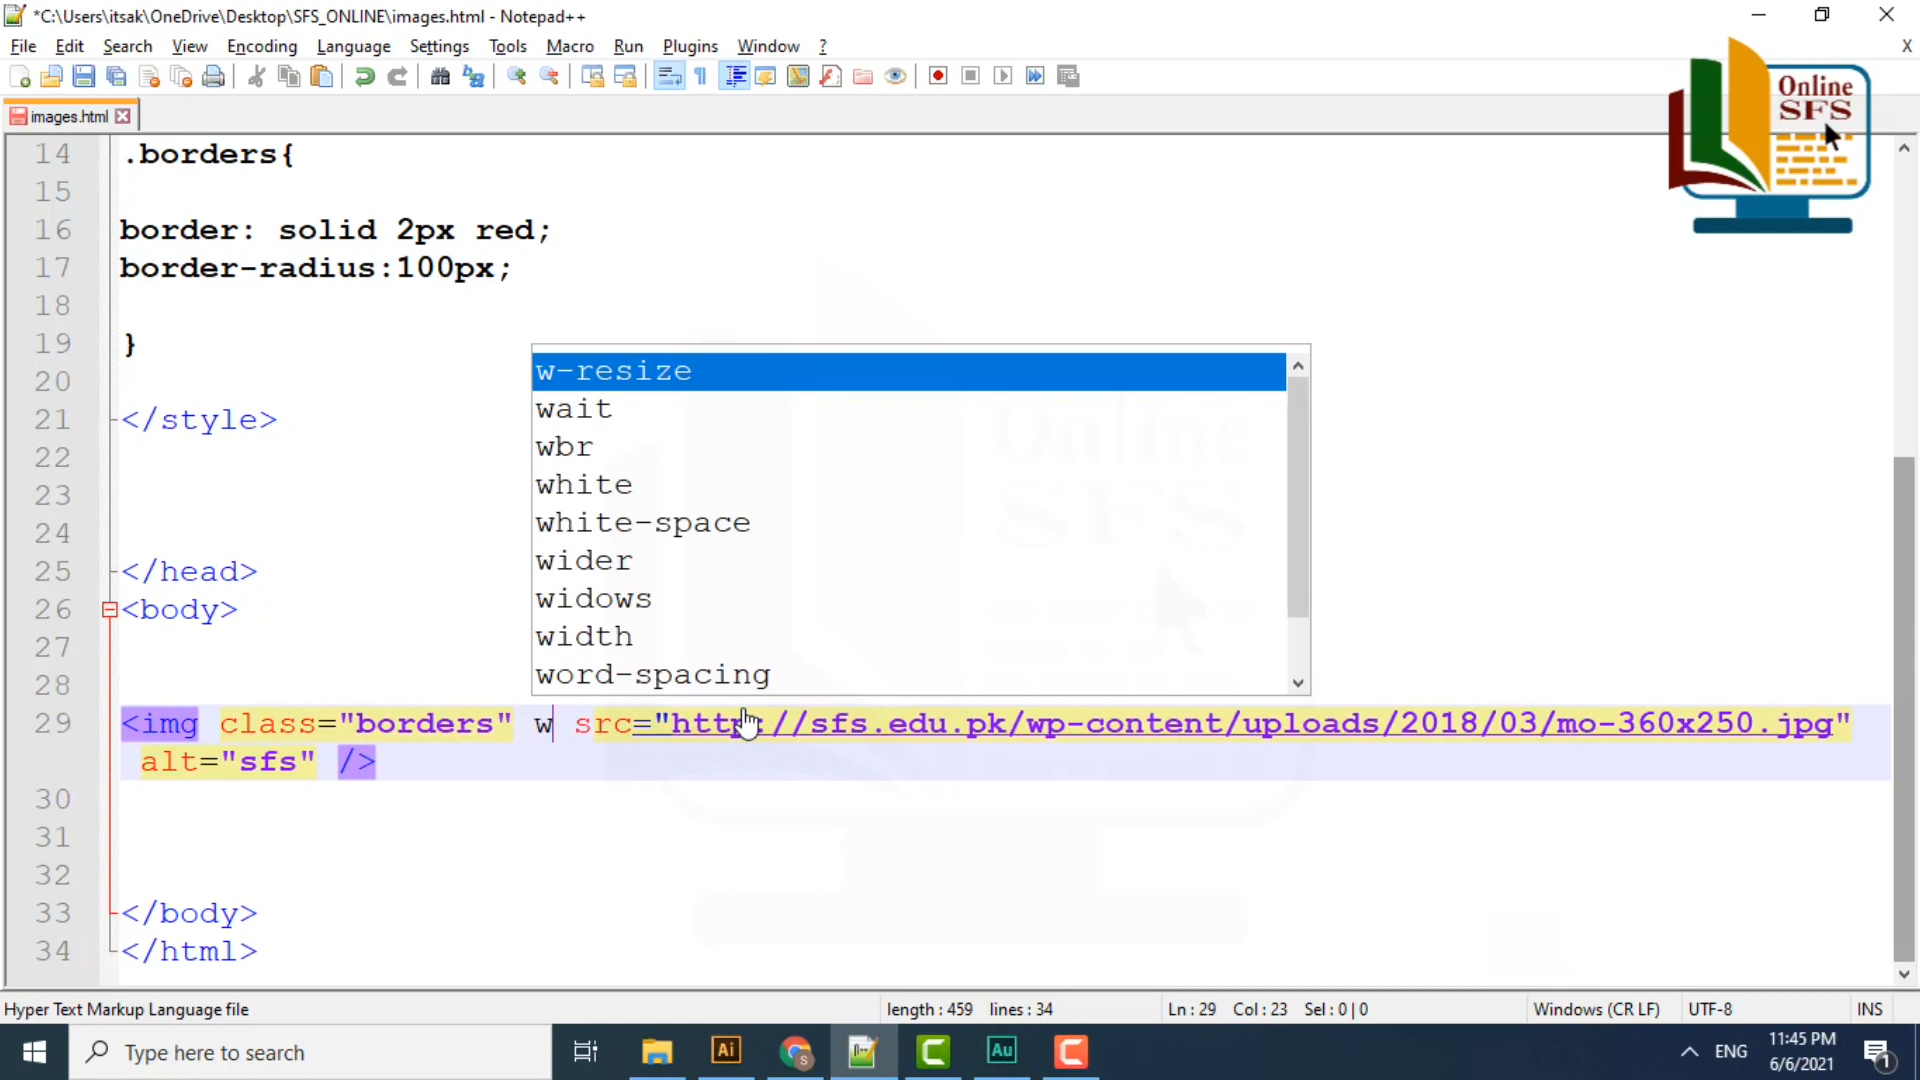 *C:\Users\itsak\OneDrive\Desktop\SFS_ONLINE\images.html - Notepad++
File Edit Search View Encoding Language Settings Tools Macro Run Plugins Window ? X
images.html
Online
SFS
14 .borders{
15
16 border: solid 2px red;
17 border-radius:100px;
18
19 }
20
21 </style>
22
23
24
25 </head>
26 <body>
27
28
29 <img class="borders" w src="http://sfs.edu.pk/wp-content/uploads/2018/03/mo-360x250.jpg"
alt="sfs" />
30
31
32
33 </body>
34 </html>
w-resize
wait
wbr
white
white-space
wider
widows
width
word-spacing
Online
SFS
Hyper Text Markup Language file length : 459 lines : 34 Ln : 29 Col : 23 Sel : 0 | 0 Windows (CR LF) UTF-8 INS
Type here to search Ai Au ENG 11:45 PM
6/6/2021 1